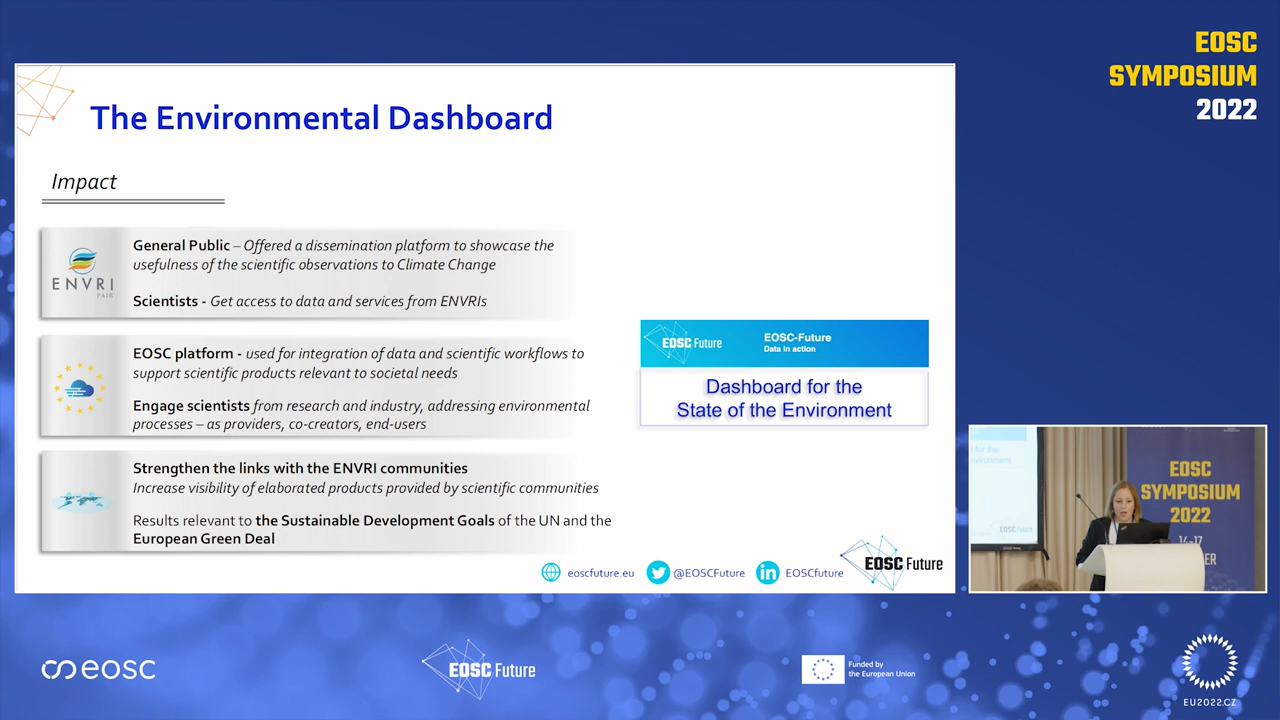 EOSC
SYMPOSIUM
2022
The Environmental Dashboard
Impact
ENVRI
FAIR
General Public – Offered a dissemination platform to showcase the
usefulness of the scientific observations to Climate Change
Scientists - Get access to data and services from ENVRIs
EOSC platform - used for integration of data and scientific workflows to
support scientific products relevant to societal needs
Engage scientists from research and industry, addressing environmental
processes – as providers, co-creators, end-users
Strengthen the links with the ENVRI communities
Increase visibility of elaborated products provided by scientific communities
Results relevant to the Sustainable Development Goals of the UN and the
European Green Deal
EOSC Future
EOSC-Future
Data in action
Dashboard for the
State of the Environment
eoscfuture.eu
@EOSCFuture
in EOSCfuture
EOSC Future
EOSC
SYMPOSIUM
2022
14-17
eosc
EOSC Future
Funded by
the European Union
EU2022.CZ